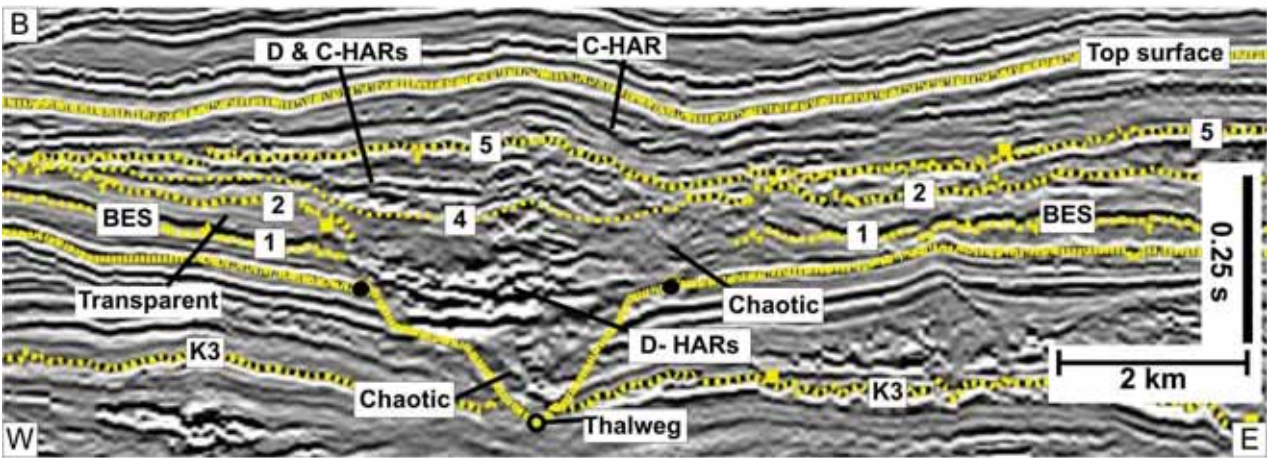 B
D & C-HARs
C-HAR
Top surface
5
5
2
2
4
BES
BES
1
1
0.25 s
Transparent
Chaotic
D- HARs
K3
2 km
Chaotic
K3
Thalweg
W
E